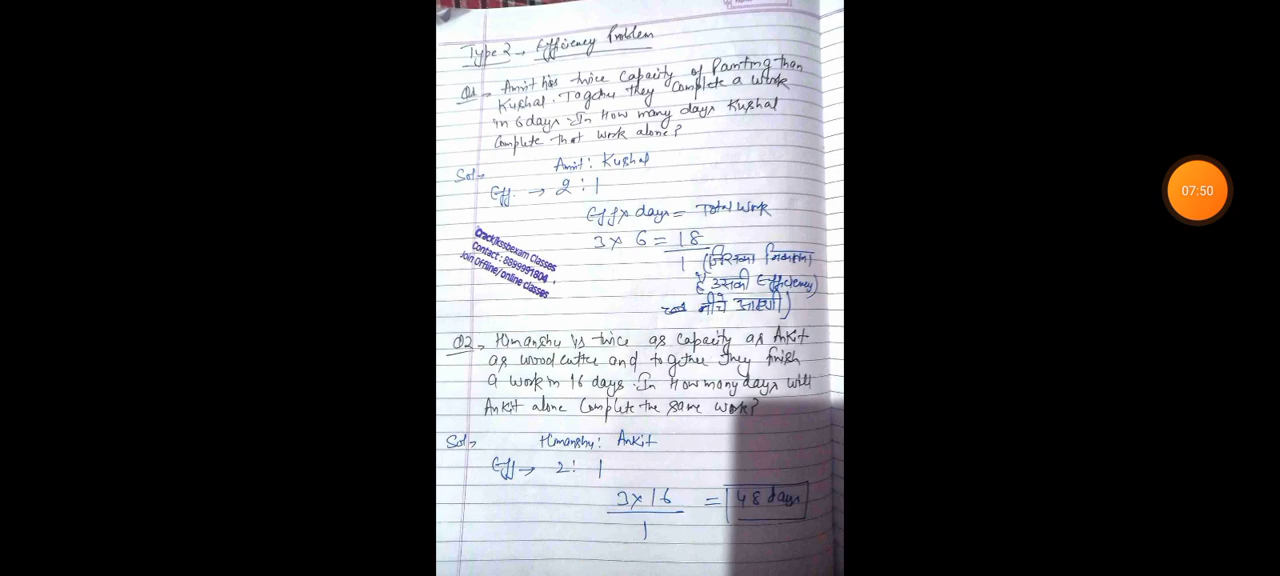 Type 2 → Efficency Problem
Q1 → Amit has twice Capacity of Painting than
Kushal. Together they Complete a work
in 6 days. In How many days Kushal
Complete that work alone?
Sol→ Amit : Kushal
Eff. → 2 : 1
Eff x days = Total work
3 x 6 = 18
1 (जिसका निकालना
है उसकी Efficiency)
नीचे आएगी)
Crackjkssbexam Classes
Contact : 8899991804
Join Offline/online classes
Q2 → Himanshu is twice as Capacity as Ankit
as woodcutter and together they finish
a work in 16 days. In How many days will
Ankit alone Complete the same work?
Sol→ Himanshu : Ankit
Eff → 2 : 1
3 x 16 = 48 days
1
07:50